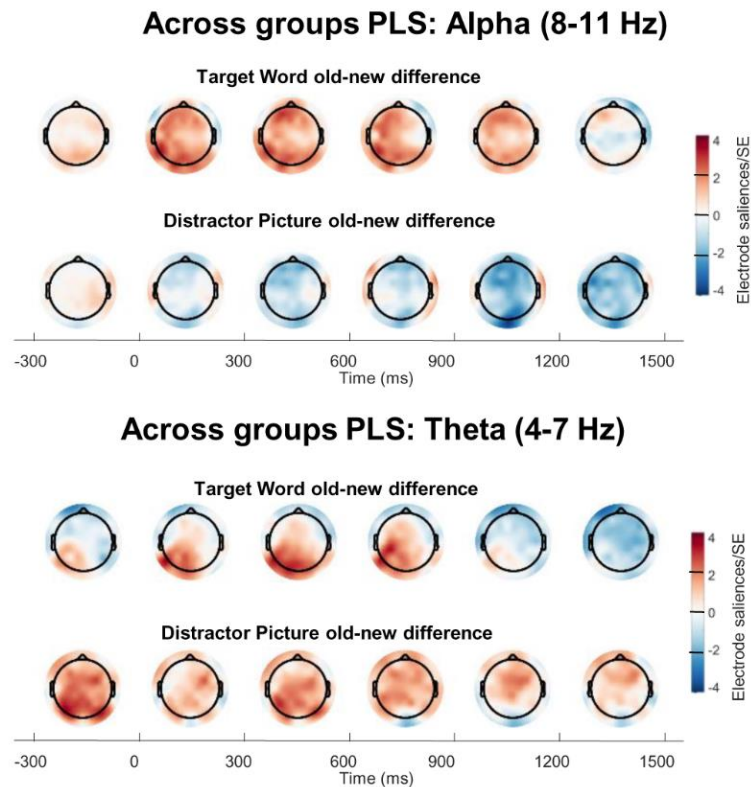 Across groups PLS: Alpha (8-11 Hz)
Target Word old-new difference
Distractor Picture old-new difference
4
2
0
-2
-4
Electrode saliences/SE
-300 0 300 600 900 1200 1500
Time (ms)
Across groups PLS: Theta (4-7 Hz)
Target Word old-new difference
Distractor Picture old-new difference
4
2
0
-2
-4
Electrode saliences/SE
-300 0 300 600 900 1200 1500
Time (ms)